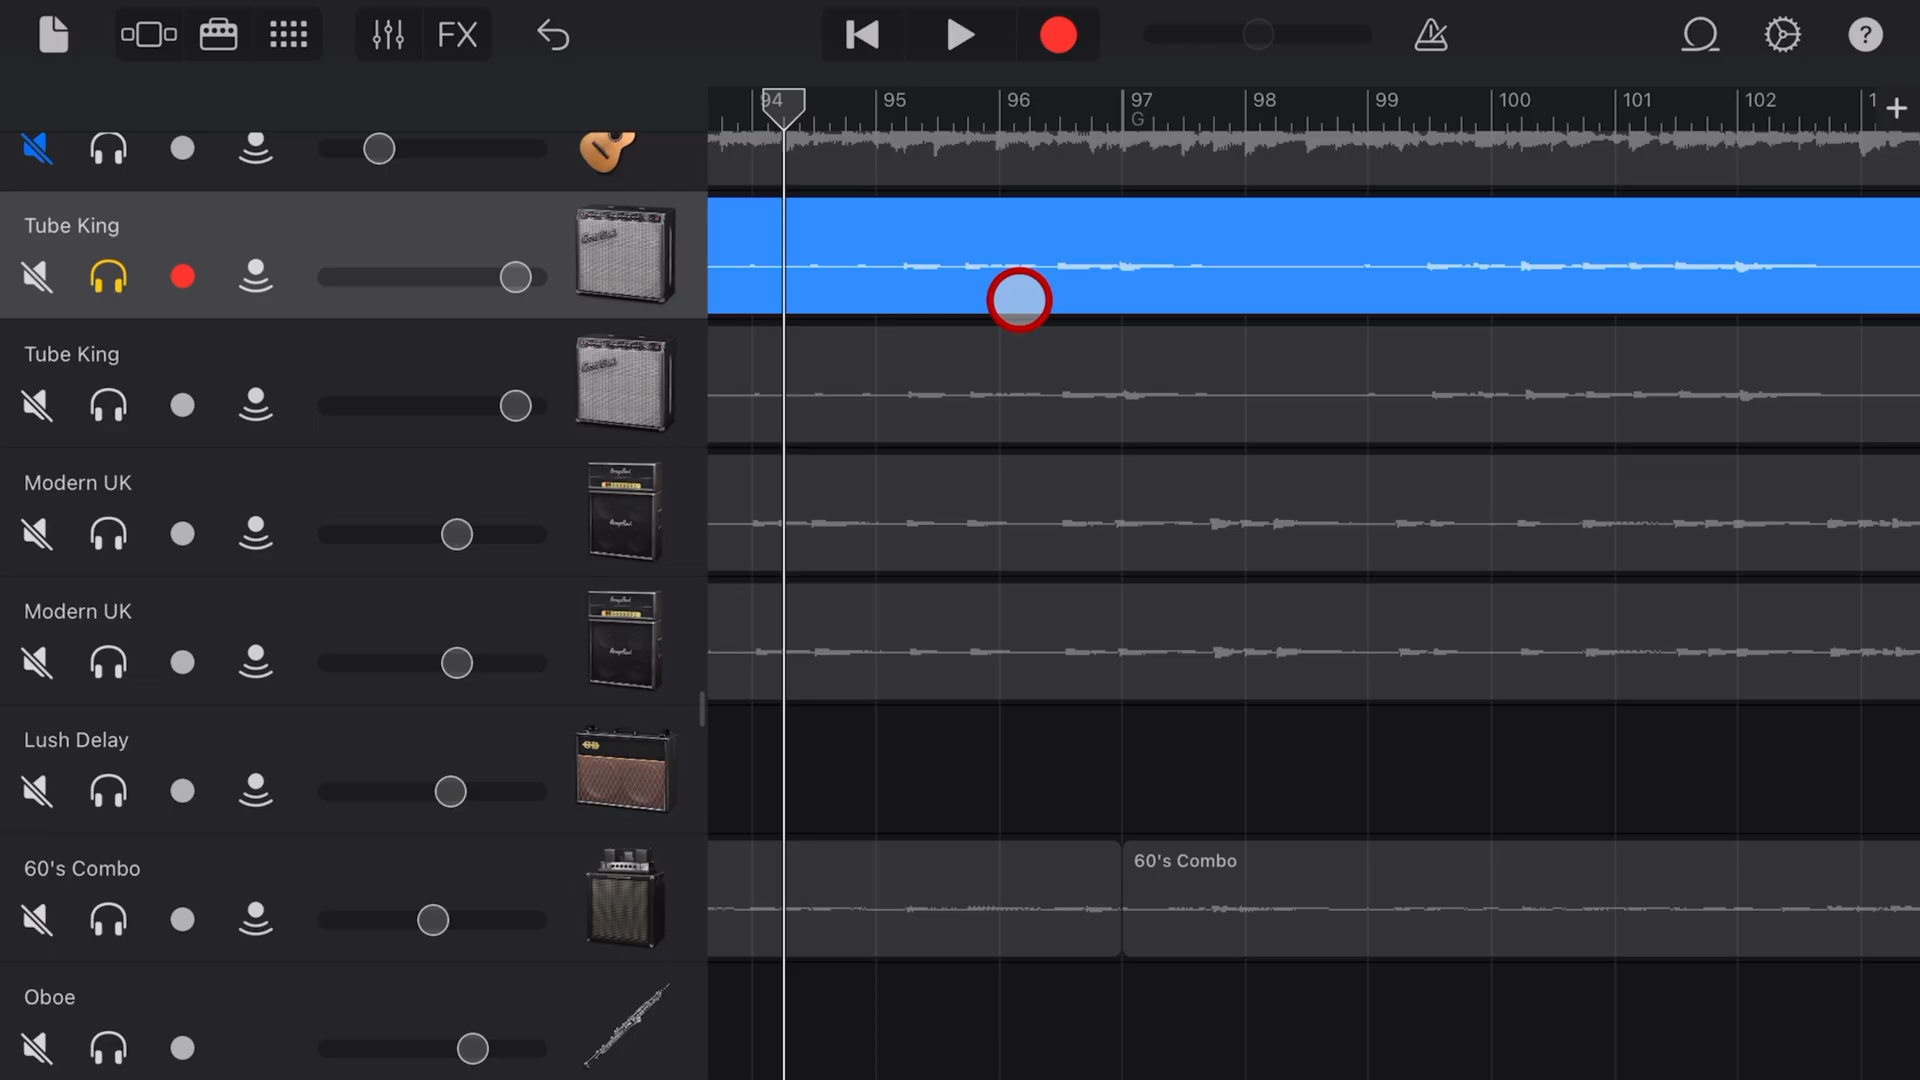 FX
?
94 95 96 97 98 99 100 101 102 1
G
Tube King
Tube King
Modern UK
Modern UK
Lush Delay
60's Combo
60's Combo
Oboe